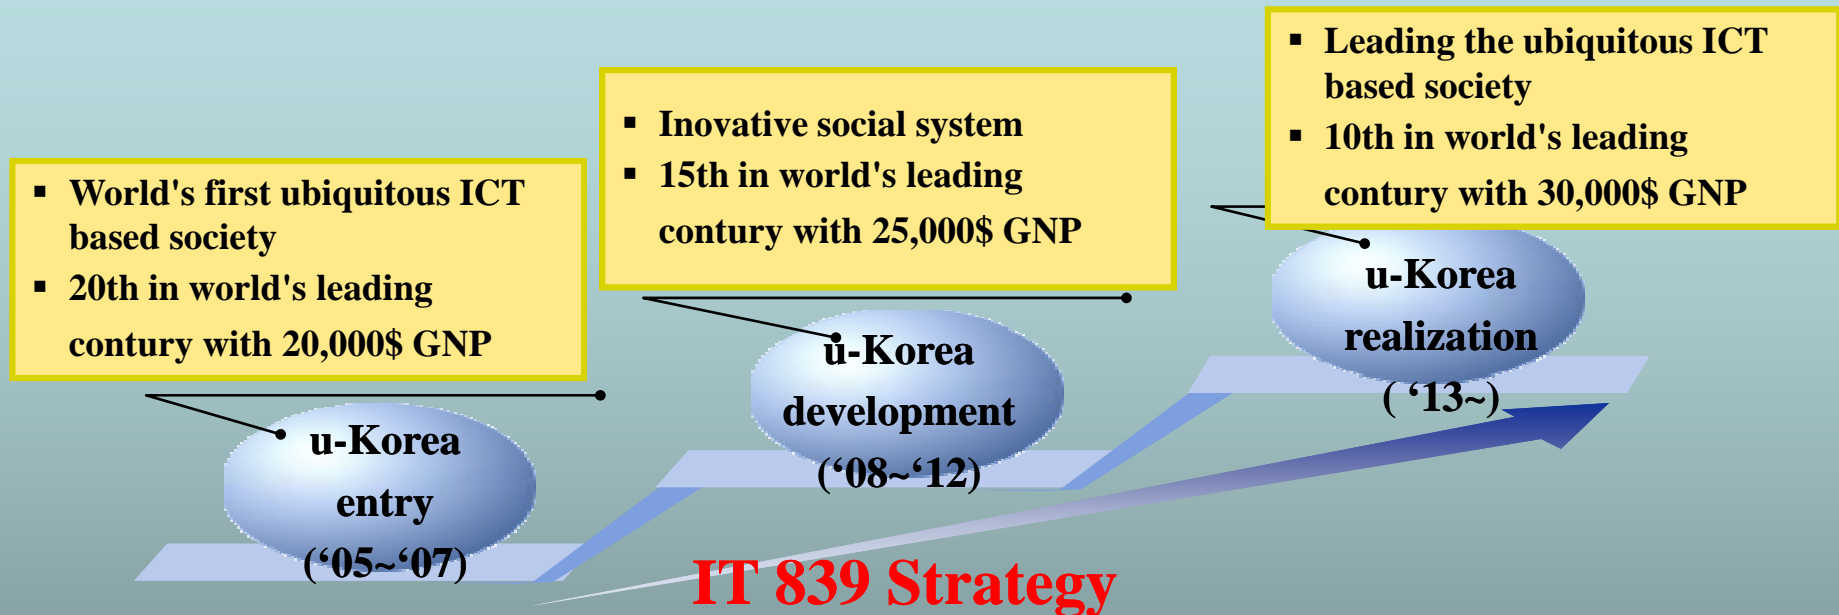 ▪ World's first ubiquitous ICT
based society
▪ 20th in world's leading
contury with 20,000$ GNP
u-Korea
entry
(‘05~‘07)
▪ Inovative social system
▪ 15th in world's leading
contury with 25,000$ GNP
u-Korea
development
(‘08~‘12)
▪ Leading the ubiquitous ICT
based society
▪ 10th in world's leading
contury with 30,000$ GNP
u-Korea
realization
( ‘13~)
IT 839 Strategy